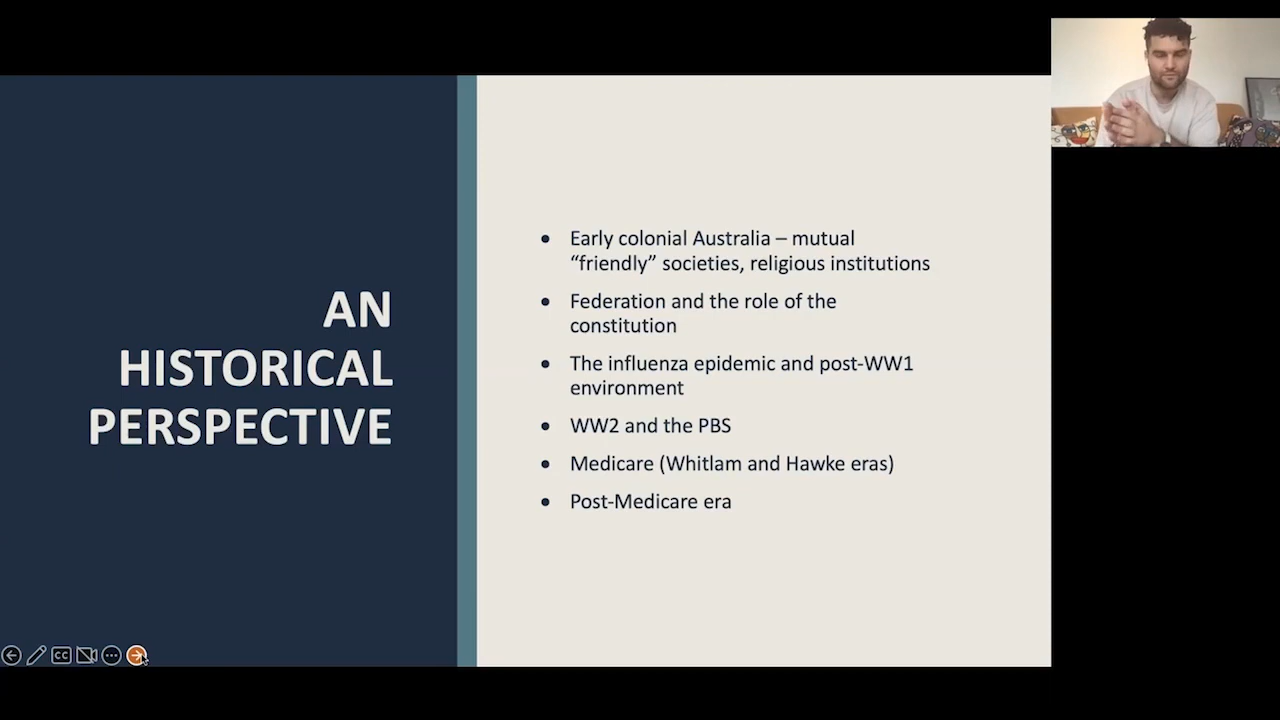 AN
HISTORICAL
PERSPECTIVE
• Early colonial Australia – mutual
“friendly” societies, religious institutions
• Federation and the role of the
constitution
• The influenza epidemic and post-WW1
environment
• WW2 and the PBS
• Medicare (Whitlam and Hawke eras)
• Post-Medicare era
CC